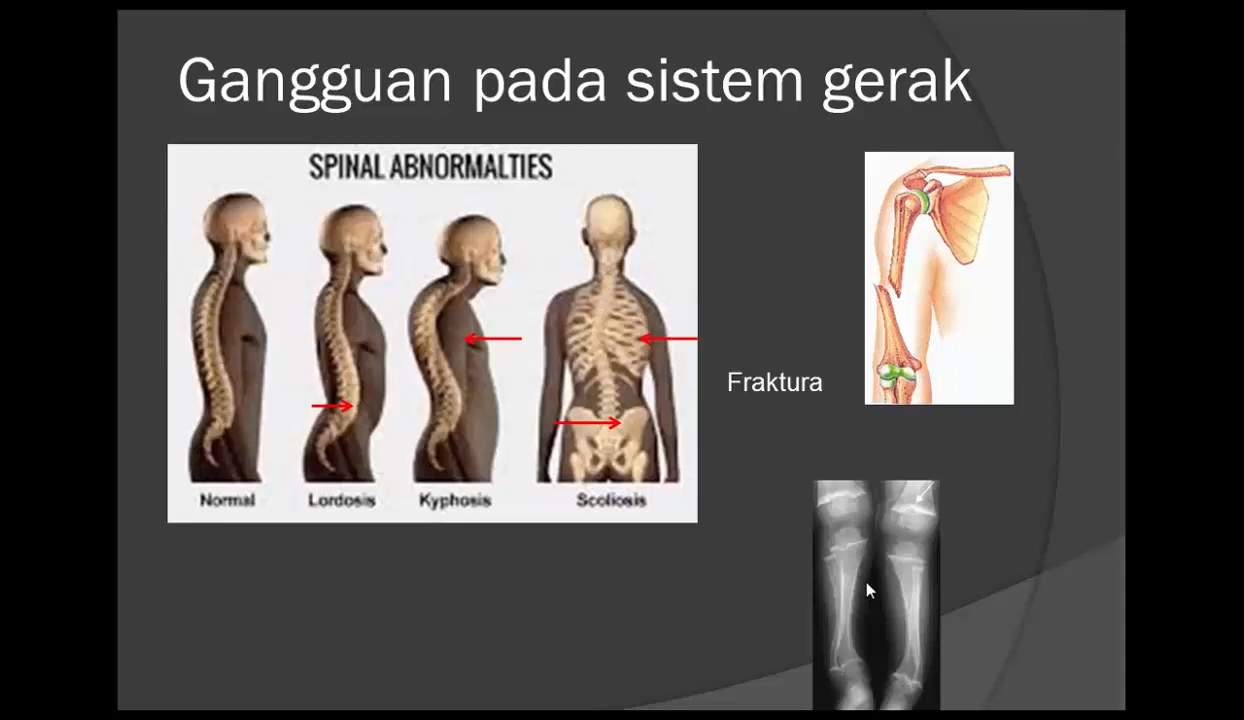 Gangguan pada sistem gerak
SPINAL ABNORMALTIES
Normal
Lordosis
Kyphosis
Scoliosis
Fraktura